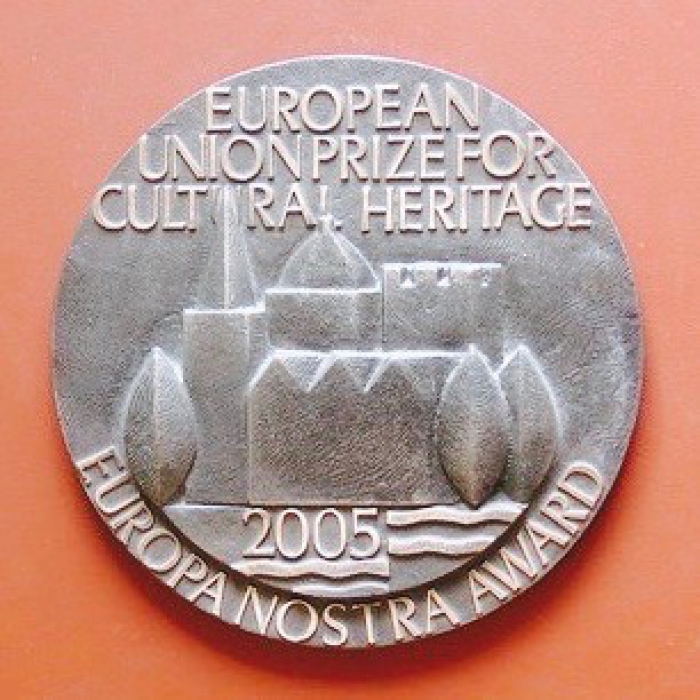 EUROPEAN
UNION PRIZE FOR
CULTURAL HERITAGE
2005
EUROPA NOSTRA AWARD